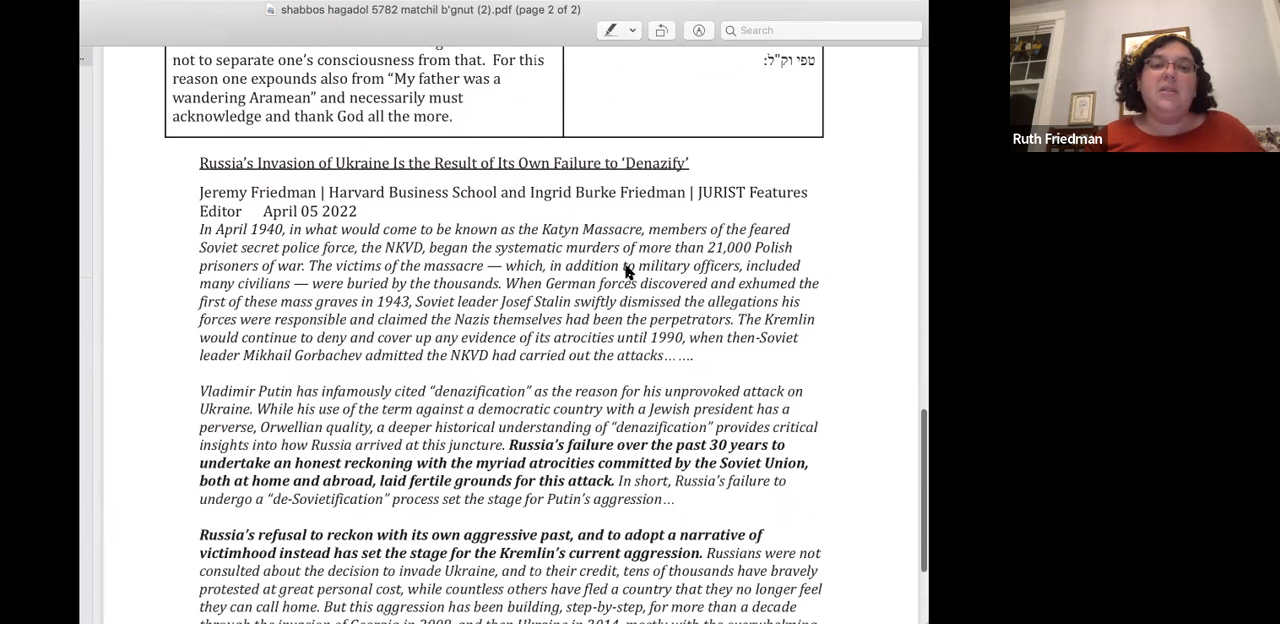 shabbos hagadol 5782 matchil b'gnut (2).pdf (page 2 of 2)
Search
not to separate one's consciousness from that. For this
reason one expounds also from “My father was a
wandering Aramean” and necessarily must
acknowledge and thank God all the more.
טפי וק"ל:
Russia’s Invasion of Ukraine Is the Result of Its Own Failure to ‘Denazify’
Jeremy Friedman | Harvard Business School and Ingrid Burke Friedman | JURIST Features
Editor April 05 2022
In April 1940, in what would come to be known as the Katyn Massacre, members of the feared
Soviet secret police force, the NKVD, began the systematic murders of more than 21,000 Polish
prisoners of war. The victims of the massacre — which, in addition to military officers, included
many civilians — were buried by the thousands. When German forces discovered and exhumed the
first of these mass graves in 1943, Soviet leader Josef Stalin swiftly dismissed the allegations his
forces were responsible and claimed the Nazis themselves had been the perpetrators. The Kremlin
would continue to deny and cover up any evidence of its atrocities until 1990, when then-Soviet
leader Mikhail Gorbachev admitted the NKVD had carried out the attacks…….
Vladimir Putin has infamously cited “denazification” as the reason for his unprovoked attack on
Ukraine. While his use of the term against a democratic country with a Jewish president has a
perverse, Orwellian quality, a deeper historical understanding of “denazification” provides critical
insights into how Russia arrived at this juncture. Russia’s failure over the past 30 years to
undertake an honest reckoning with the myriad atrocities committed by the Soviet Union,
both at home and abroad, laid fertile grounds for this attack. In short, Russia’s failure to
undergo a “de-Sovietification” process set the stage for Putin’s aggression…
Russia’s refusal to reckon with its own aggressive past, and to adopt a narrative of
victimhood instead has set the stage for the Kremlin’s current aggression. Russians were not
consulted about the decision to invade Ukraine, and to their credit, tens of thousands have bravely
protested at great personal cost, while countless others have fled a country that they no longer feel
they can call home. But this aggression has been building, step-by-step, for more than a decade
through the invasion of Georgia in 2008, and then Ukraine in 2014, mostly with the overwhelming
Ruth Friedman